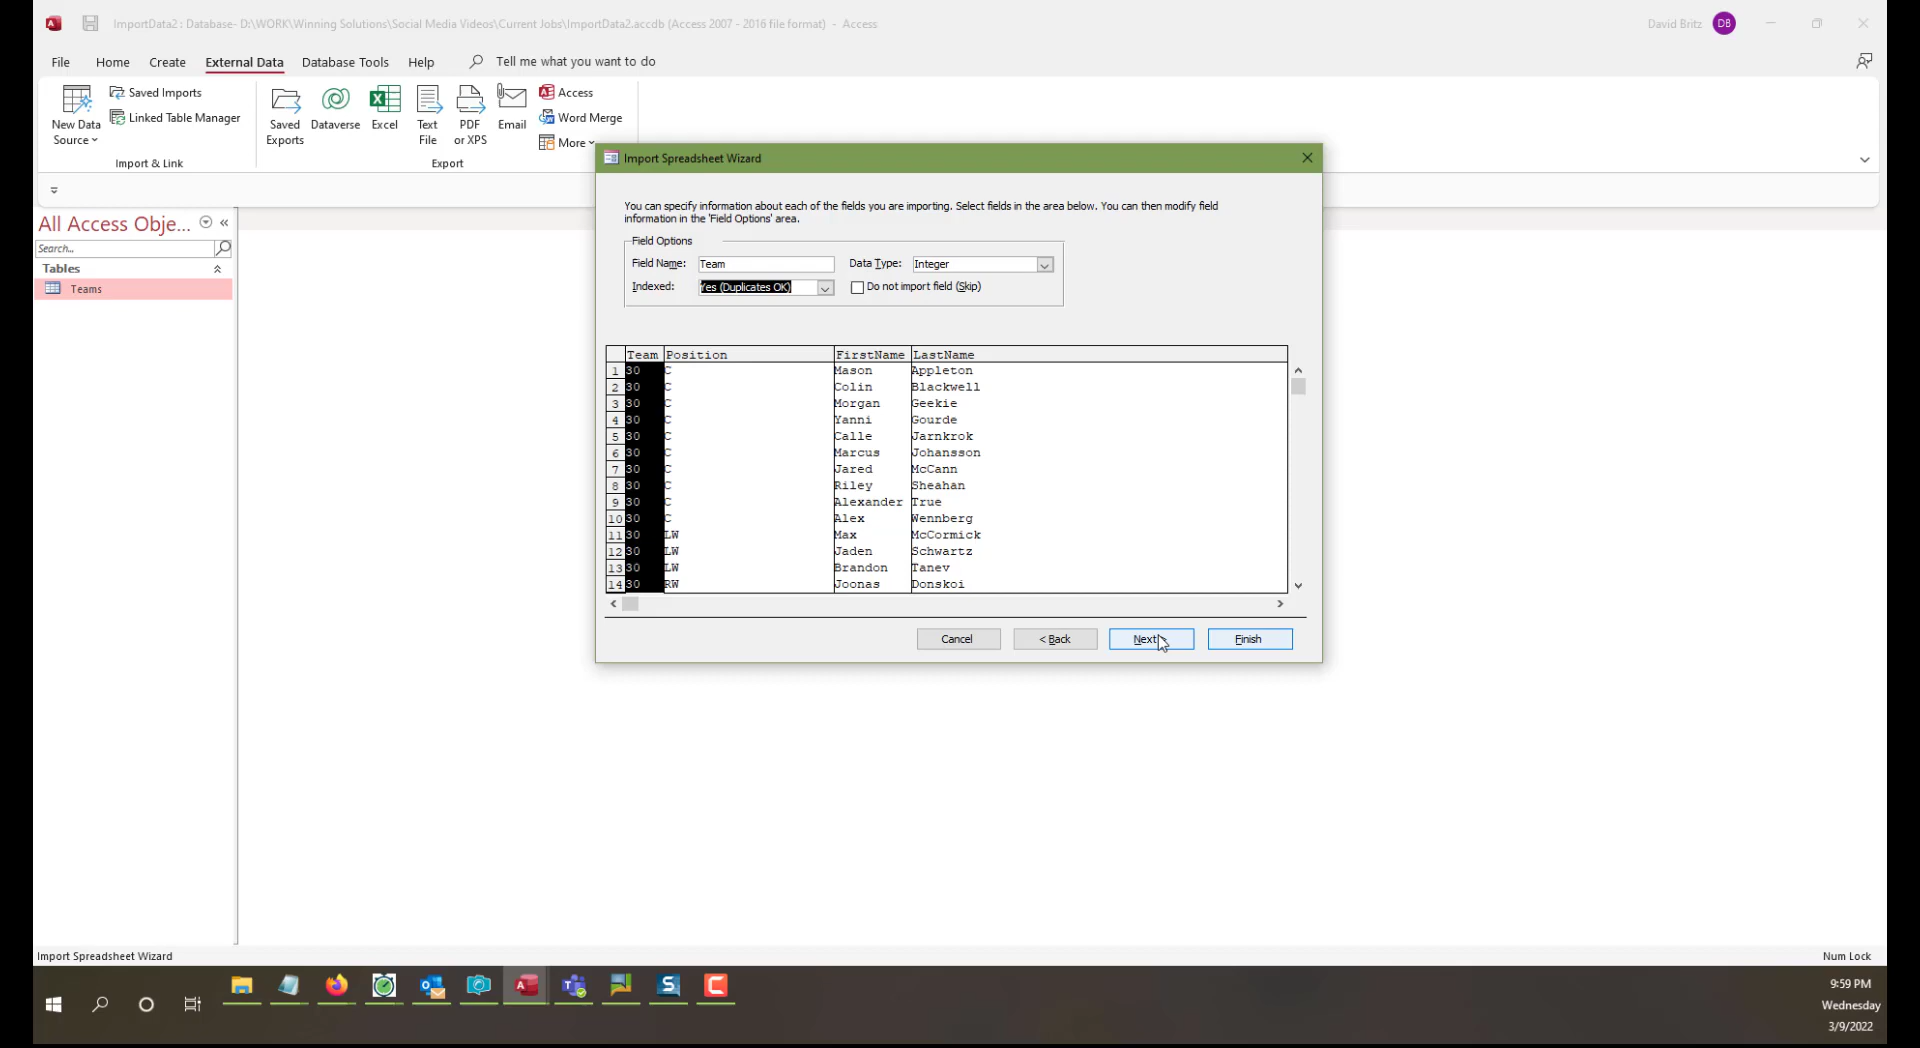 ImportData2 : Database- D:\WORK\Winning Solutions\Social Media Videos\Current Jobs\ImportData2.accdb (Access 2007 - 2016 file format) - Access
David Britz DB
File Home Create External Data Database Tools Help Tell me what you want to do
New Data Source
Saved Imports
Linked Table Manager
Import & Link
Saved Exports
Dataverse
Excel
Text File
PDF or XPS
Email
Access
Word Merge
More
Export
All Access Obje...
Search...
Tables
Teams
Import Spreadsheet Wizard
You can specify information about each of the fields you are importing. Select fields in the area below. You can then modify field
information in the 'Field Options' area.
Field Options
Field Name: Team Data Type: Integer
Indexed: Yes (Duplicates OK) Do not import field (Skip)
Team Position FirstName LastName
1 30 C Mason Appleton
2 30 C Colin Blackwell
3 30 C Morgan Geekie
4 30 C Yanni Gourde
5 30 C Calle Jarnkrok
6 30 C Marcus Johansson
7 30 C Jared McCann
8 30 C Riley Sheahan
9 30 C Alexander True
10 30 C Alex Wennberg
11 30 LW Max McCormick
12 30 LW Jaden Schwartz
13 30 LW Brandon Tanev
14 30 RW Joonas Donskoi
Cancel < Back Next > Finish
Import Spreadsheet Wizard
Num Lock
9:59 PM
Wednesday
3/9/2022